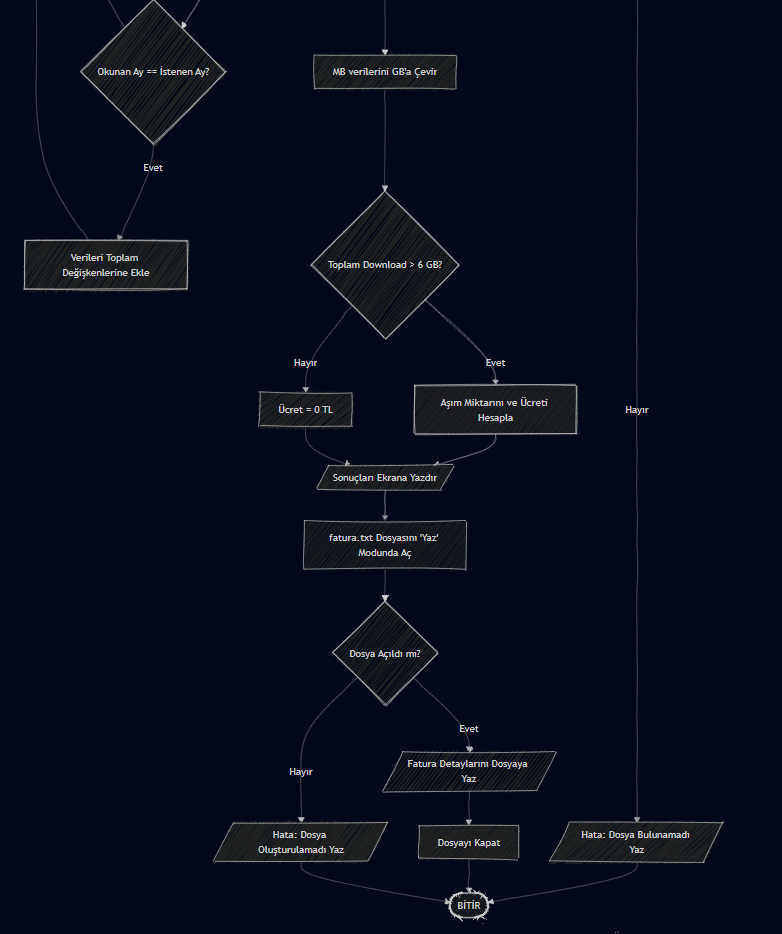 Okunan Ay == İstenen Ay?
MB verilerini GB'a Çevir
Evet
Verileri Toplam
Değişkenlerine Ekle
Toplam Download > 6 GB?
Hayır
Evet
Ücret = 0 TL
Aşım Miktarını ve Ücreti
Hesapla
Hayır
Sonuçları Ekrana Yazdır
fatura.txt Dosyasını 'Yaz'
Modunda Aç
Dosya Açıldı mı?
Evet
Hayır
Fatura Detaylarını Dosyaya
Yaz
Hata: Dosya
Oluşturulamadı Yaz
Dosyayı Kapat
Hata: Dosya Bulunamadı
Yaz
BİTİR